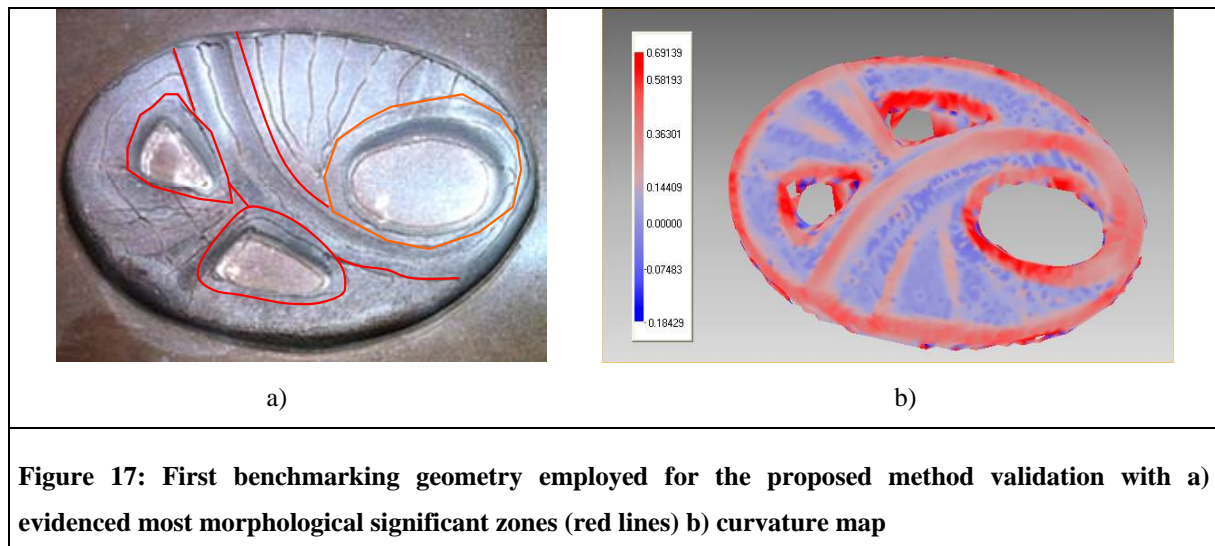 0.69139
0.58193
0.36301
0.14409
0.00000
-0.07483
-0.18429
a)
b)
Figure 17: First benchmarking geometry employed for the proposed method validation with a)
evidenced most morphological significant zones (red lines) b) curvature map